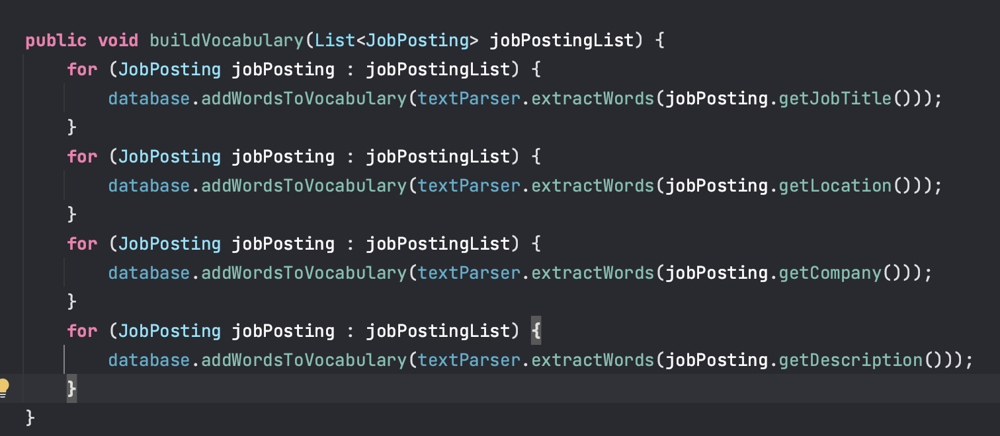 public void buildVocabulary(List<JobPosting> jobPostingList) {
    for (JobPosting jobPosting : jobPostingList) {
        database.addWordsToVocabulary(textParser.extractWords(jobPosting.getJobTitle()));
    }
    for (JobPosting jobPosting : jobPostingList) {
        database.addWordsToVocabulary(textParser.extractWords(jobPosting.getLocation()));
    }
    for (JobPosting jobPosting : jobPostingList) {
        database.addWordsToVocabulary(textParser.extractWords(jobPosting.getCompany()));
    }
    for (JobPosting jobPosting : jobPostingList) {
        database.addWordsToVocabulary(textParser.extractWords(jobPosting.getDescription()));
    }
}